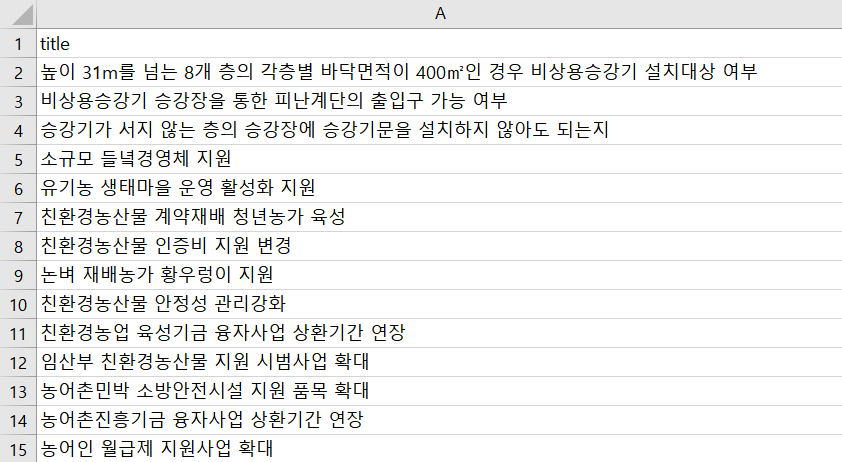 A
1 title
2 높이 31m를 넘는 8개 층의 각층별 바닥면적이 400㎡인 경우 비상용승강기 설치대상 여부
3 비상용승강기 승강장을 통한 피난계단의 출입구 가능 여부
4 승강기가 서지 않는 층의 승강장에 승강기문을 설치하지 않아도 되는지
5 소규모 들녘경영체 지원
6 유기농 생태마을 운영 활성화 지원
7 친환경농산물 계약재배 청년농가 육성
8 친환경농산물 인증비 지원 변경
9 논벼 재배농가 황우렁이 지원
10 친환경농산물 안정성 관리강화
11 친환경농업 육성기금 융자사업 상환기간 연장
12 임산부 친환경농산물 지원 시범사업 확대
13 농어촌민박 소방안전시설 지원 품목 확대
14 농어촌진흥기금 융자사업 상환기간 연장
15 농어인 월급제 지원사업 확대